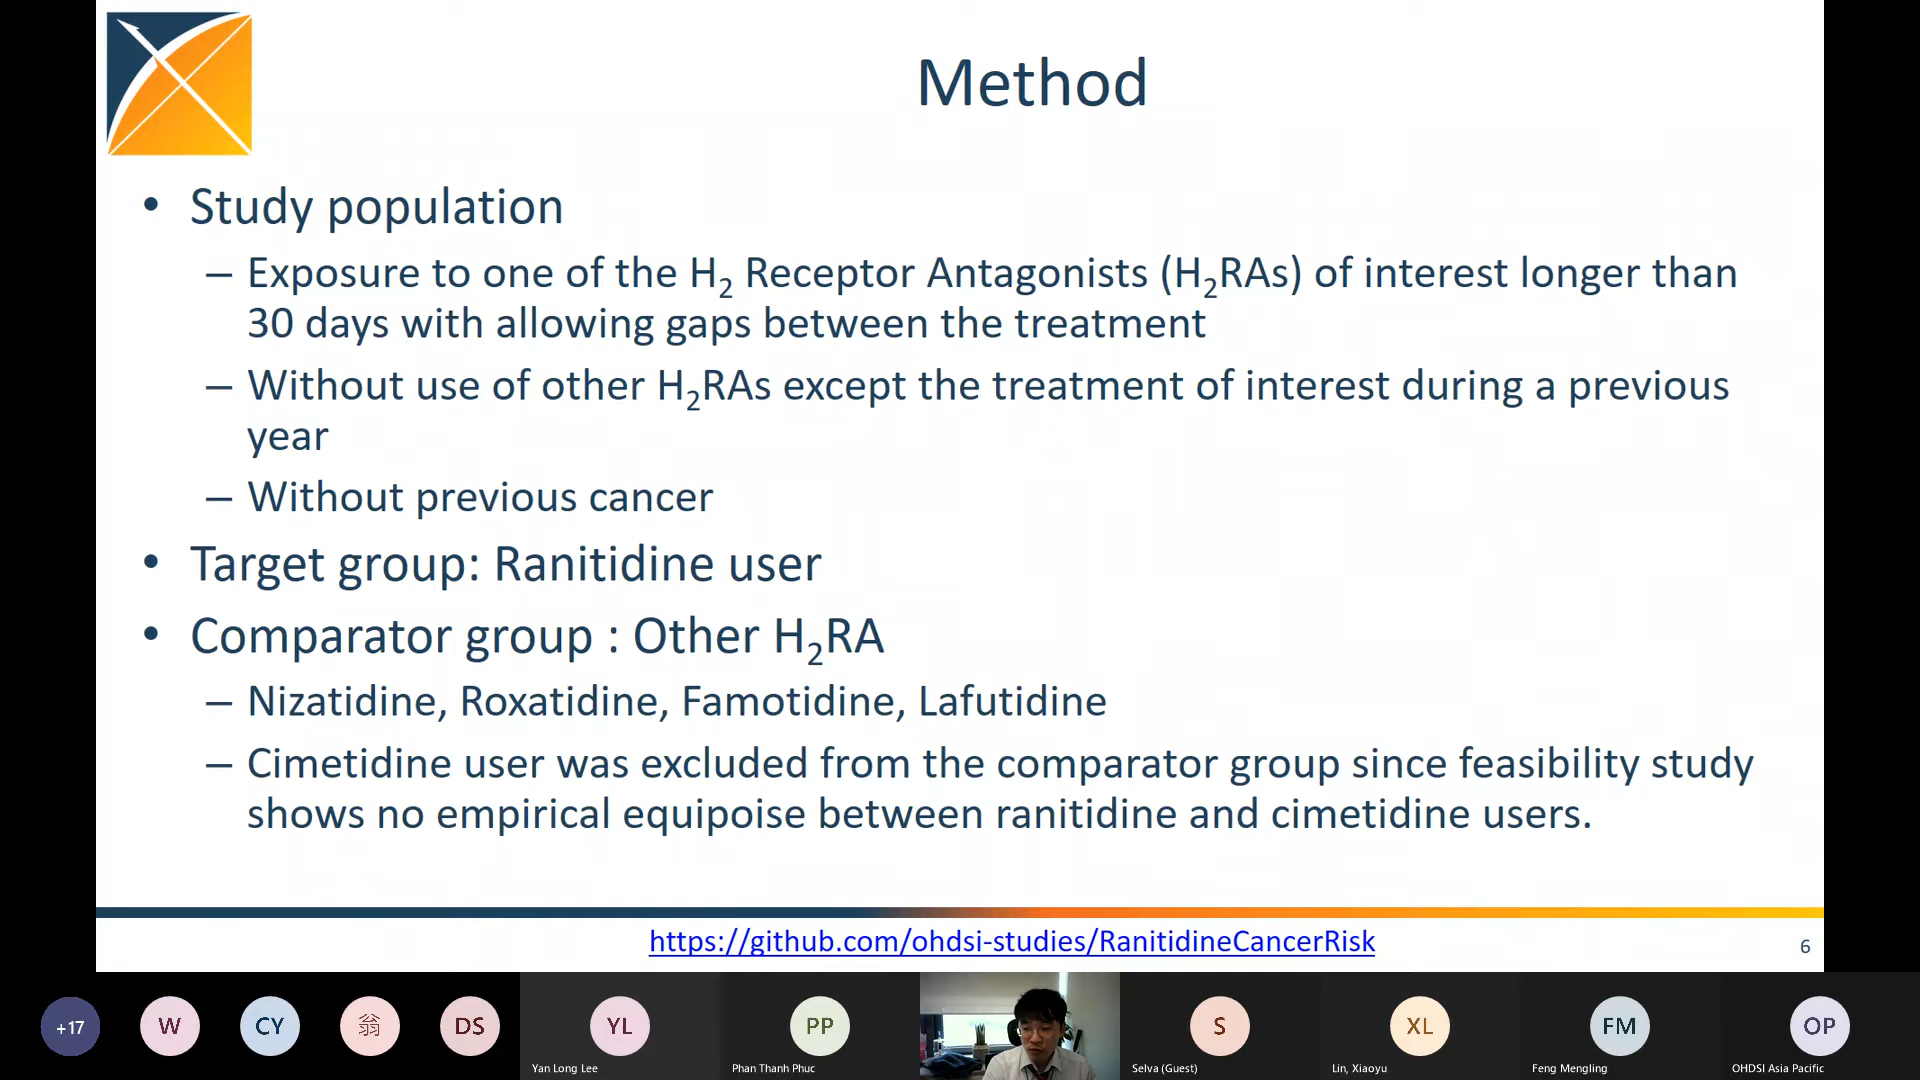 Method
• Study population
– Exposure to one of the H₂ Receptor Antagonists (H₂RAs) of interest longer than
30 days with allowing gaps between the treatment
– Without use of other H₂RAs except the treatment of interest during a previous
year
– Without previous cancer
• Target group: Ranitidine user
• Comparator group : Other H₂RA
– Nizatidine, Roxatidine, Famotidine, Lafutidine
– Cimetidine user was excluded from the comparator group since feasibility study
shows no empirical equipoise between ranitidine and cimetidine users.
https://github.com/ohdsi-studies/RanitidineCancerRisk
6
+17
W
CY
翁
DS
YL
PP
S
XL
FM
OP
Yan Long Lee
Phan Thanh Phuc
Selva (Guest)
Lin, Xiaoyu
Feng Mengling
OHDSI Asia Pacific